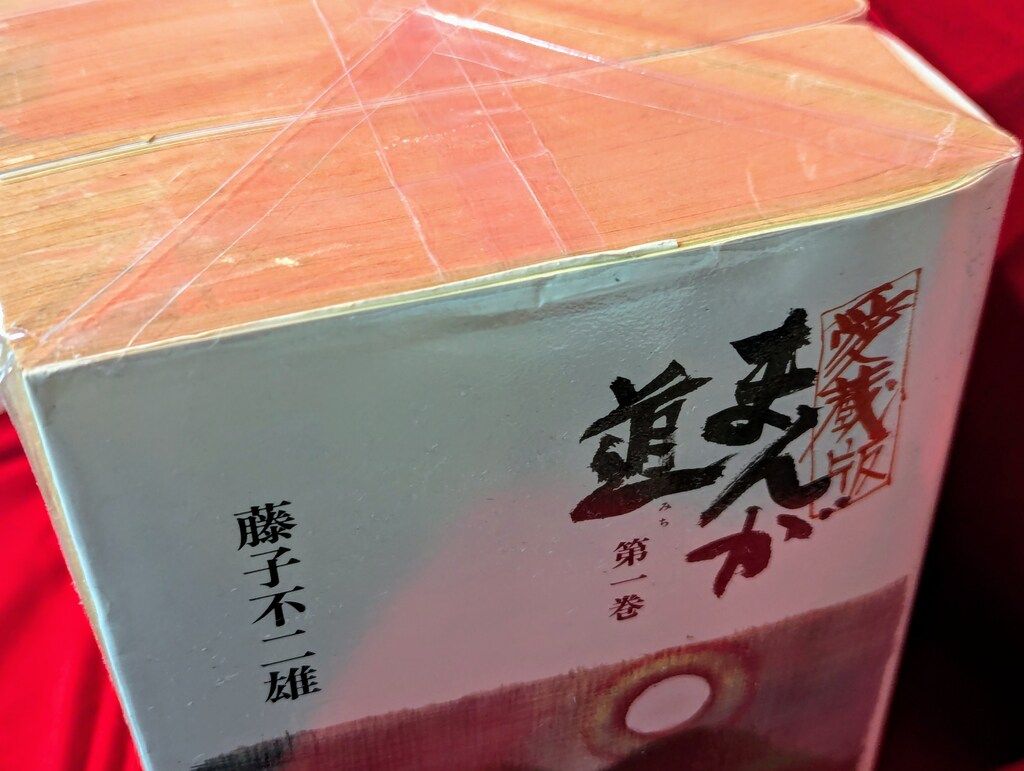 愛蔵版
まんが
道
みち
第一巻
藤子不二雄